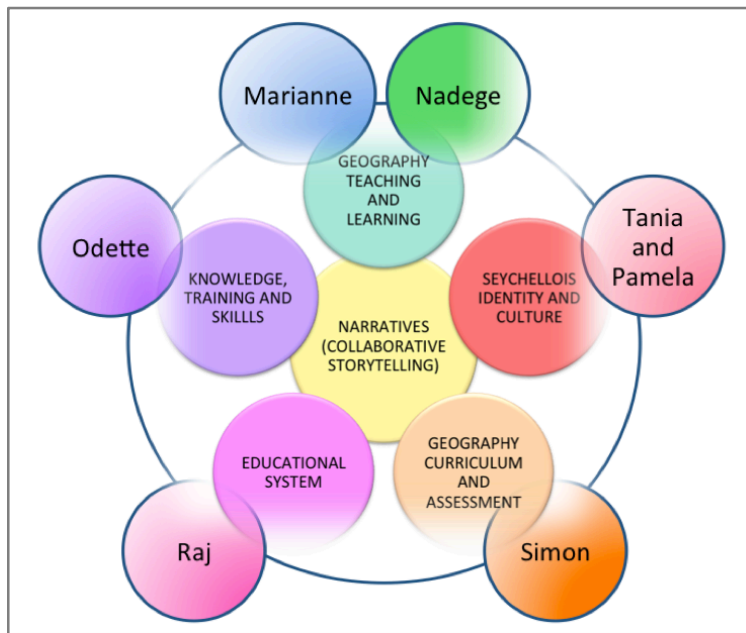 Marianne
Nadege
GEOGRAPHY
TEACHING
AND
LEARNING
Odette
Tania
and
Pamela
KNOWLEDGE,
TRAINING AND
SKILLLS
SEYCHELLOIS
IDENTITY AND
CULTURE
NARRATIVES
(COLLABORATIVE
STORYTELLING)
EDUCATIONAL
SYSTEM
GEOGRAPHY
CURRICULUM
AND
ASSESSMENT
Raj
Simon